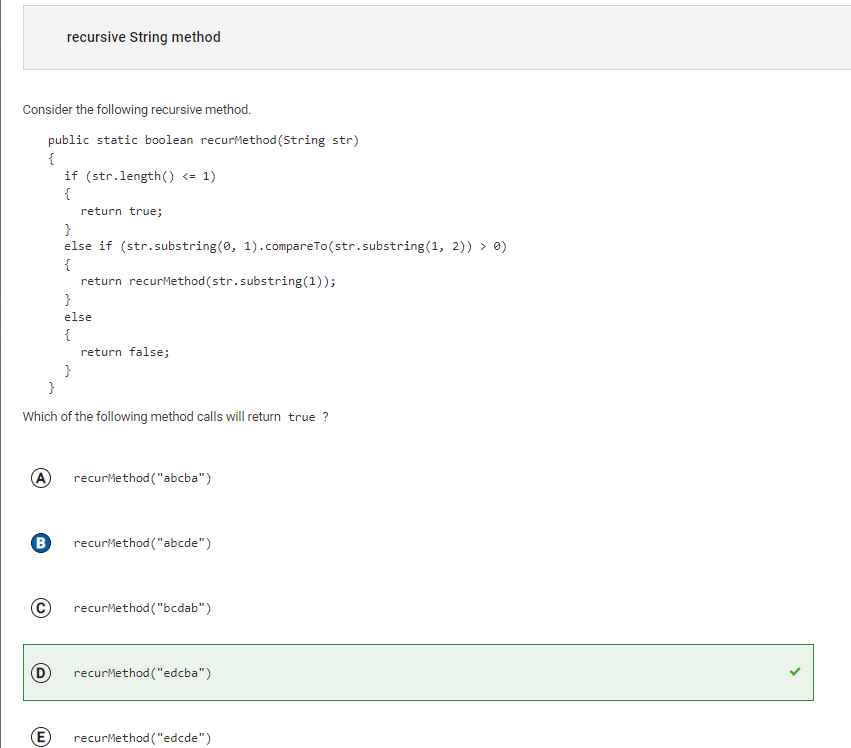 recursive String method
Consider the following recursive method.
public static boolean recurMethod(String str)
{
if (str.length() <= 1)
{
return true;
}
else if (str.substring(0, 1).compareTo(str.substring(1, 2)) > 0)
{
return recurMethod(str.substring(1));
}
else
{
return false;
}
}
Which of the following method calls will return true ?
A recurMethod("abcba")
B recurMethod("abcde")
C recurMethod("bcdab")
D recurMethod("edcba")
E recurMethod("edcde")